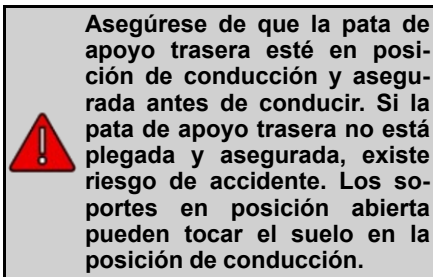 Asegúrese de que la pata de
apoyo trasera esté en posi-
ción de conducción y asegu-
rada antes de conducir. Si la
pata de apoyo trasera no está
plegada y asegurada, existe
riesgo de accidente. Los so-
portes en posición abierta
pueden tocar el suelo en la
posición de conducción.